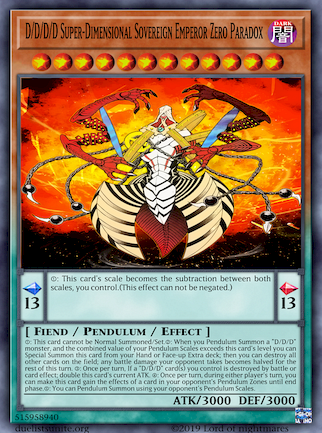 D/D/D/D Super-Dimensional Sovereign Emperor Zero Paradox
DARK
闇
①: This card's scale becomes the subtraction between both
scales, you control.(This effect can not be negated.)
13
13
[ Fiend / Pendulum / Effect ]
①: This card cannot be Normal Summoned/Set.②: When you Pendulum Summon a "D/D/D"
monster, and the combined value of your Pendulum Scales exceeds this card's level you can
Special Summon this card from your Hand or Face-up Extra deck; then you can destroy all
other cards on the field; any battle damage your opponent takes becomes halved for the
rest of this turn. ③: Once per turn, If a "D/D/D" card(s) you control is destroyed by battle or
card effect; double this card's current ATK. ④: Once per turn, during either player's turn, you
can make this card gain the effects of a card in your opponent's Pendulum Zones until end
phase.⑤: You can Pendulum Summon using your opponent's Pendulum Scales.
ATK/3000 DEF/3000
515958940
duelistsunite.org
©2019 Lord of nightmares